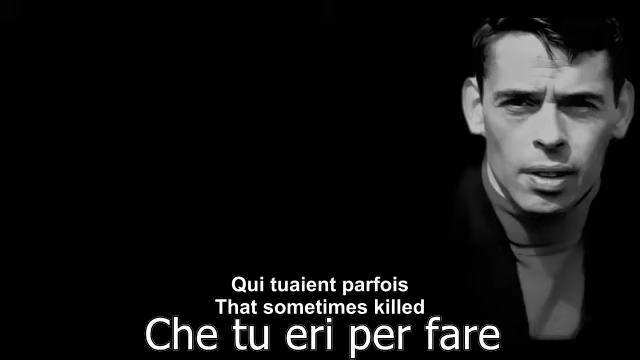 Qui tuaient parfois
That sometimes killed
Che tu eri per fare